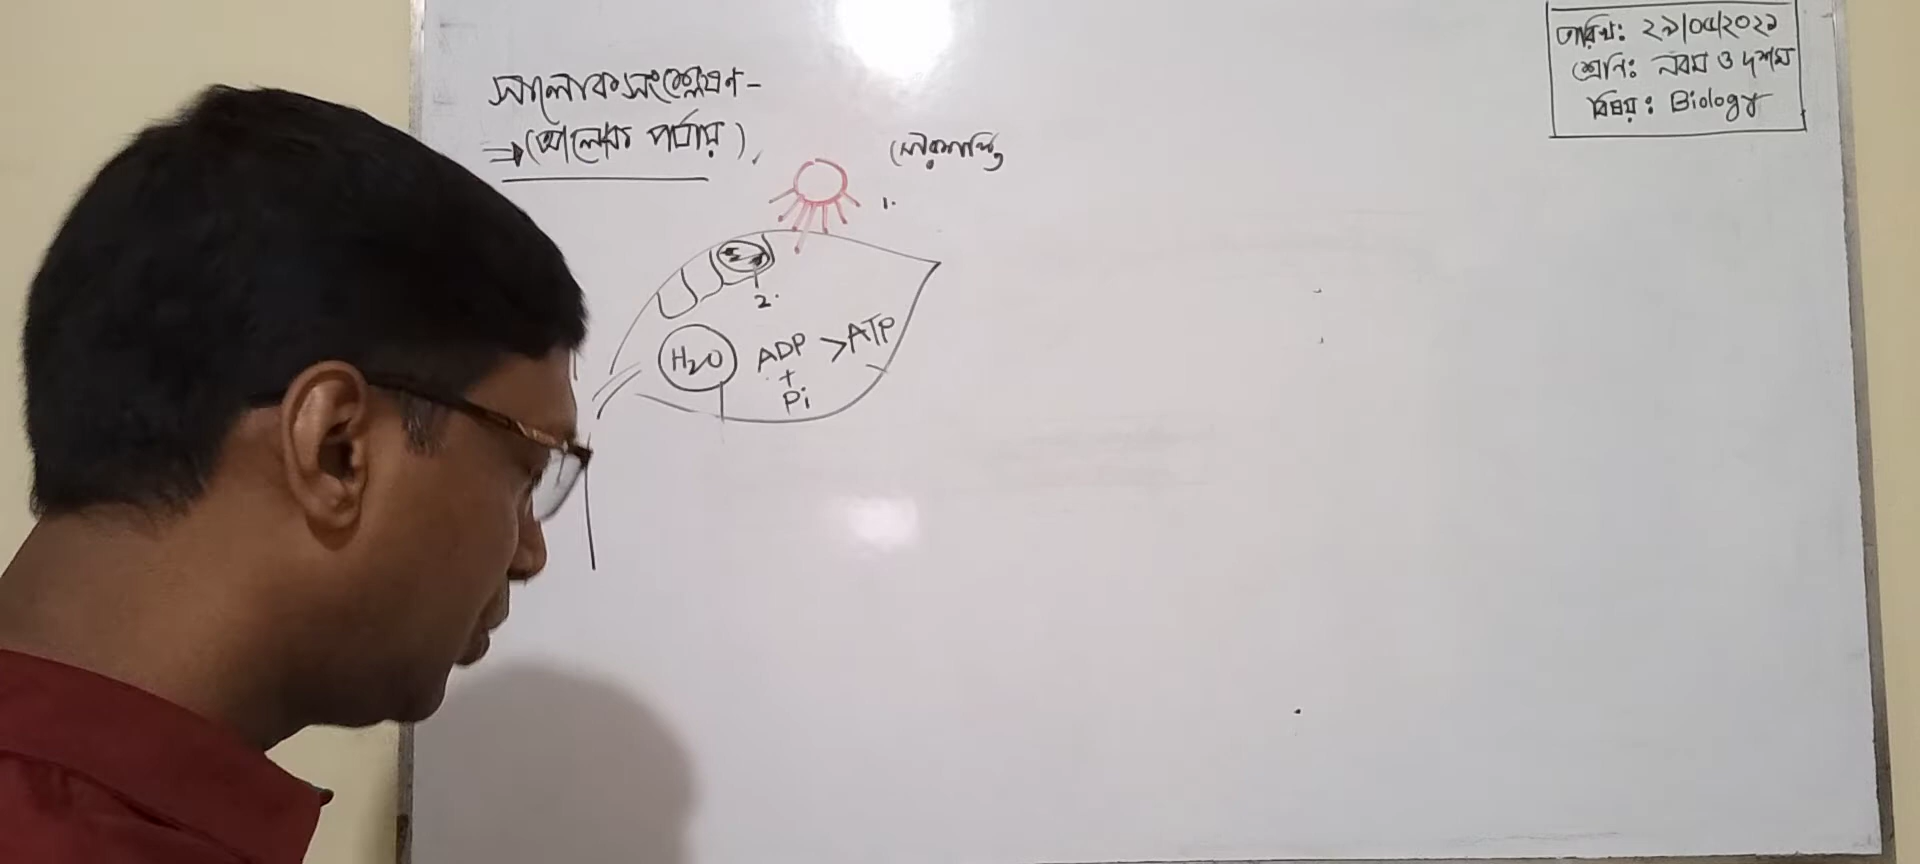 সালোকসংশ্লেষণ-
→(আলোক পর্যায়).
সৌরশক্তি
1.
2.
H₂O
ADP > ATP
+
Pi
তারিখ: ২৯/০৫/২০২১
শ্রেণি: নবম ও দশম
বিষয়: Biology